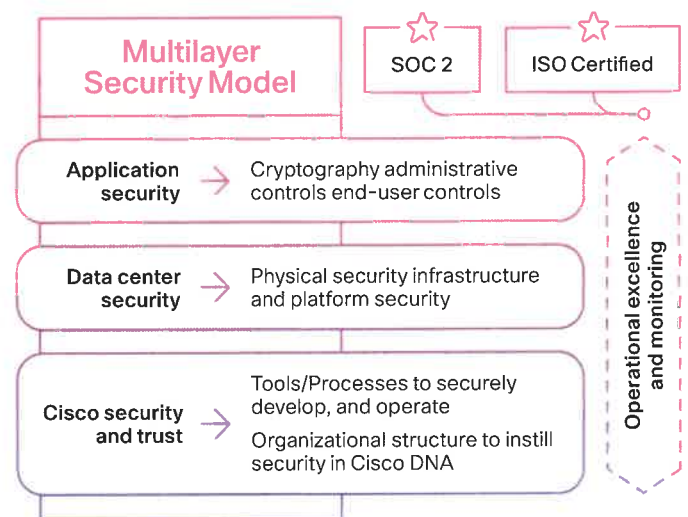 Multilayer
Security Model
SOC 2
ISO Certified
Application
security
Cryptography administrative
controls end-user controls
Data center
security
Physical security infrastructure
and platform security
Cisco security
and trust
Tools/Processes to securely
develop, and operate
Organizational structure to instill
security in Cisco DNA
Operational excellence
and monitoring